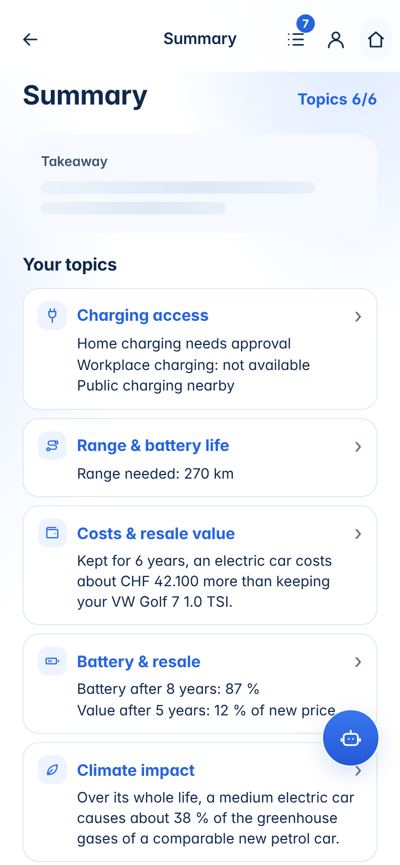 Summary
7
Summary
Topics 6/6
Takeaway
Your topics
Charging access
Home charging needs approval
Workplace charging: not available
Public charging nearby
Range & battery life
Range needed: 270 km
Costs & resale value
Kept for 6 years, an electric car costs
about CHF 42.100 more than keeping
your VW Golf 7 1.0 TSI.
Battery & resale
Battery after 8 years: 87 %
Value after 5 years: 12 % of new price
Climate impact
Over its whole life, a medium electric car
causes about 38 % of the greenhouse
gases of a comparable new petrol car.